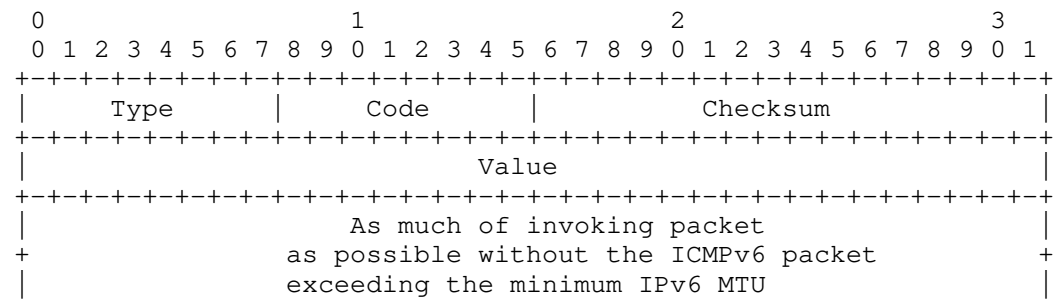 0                   1                   2                   3
 0 1 2 3 4 5 6 7 8 9 0 1 2 3 4 5 6 7 8 9 0 1 2 3 4 5 6 7 8 9 0 1
+-+-+-+-+-+-+-+-+-+-+-+-+-+-+-+-+-+-+-+-+-+-+-+-+-+-+-+-+-+-+-+-+
|     Type      |     Code      |          Checksum             |
+-+-+-+-+-+-+-+-+-+-+-+-+-+-+-+-+-+-+-+-+-+-+-+-+-+-+-+-+-+-+-+-+
|                            Value                              |
+-+-+-+-+-+-+-+-+-+-+-+-+-+-+-+-+-+-+-+-+-+-+-+-+-+-+-+-+-+-+-+-+
|                    As much of invoking packet                 |
+                as possible without the ICMPv6 packet          +
|                exceeding the minimum IPv6 MTU                 |